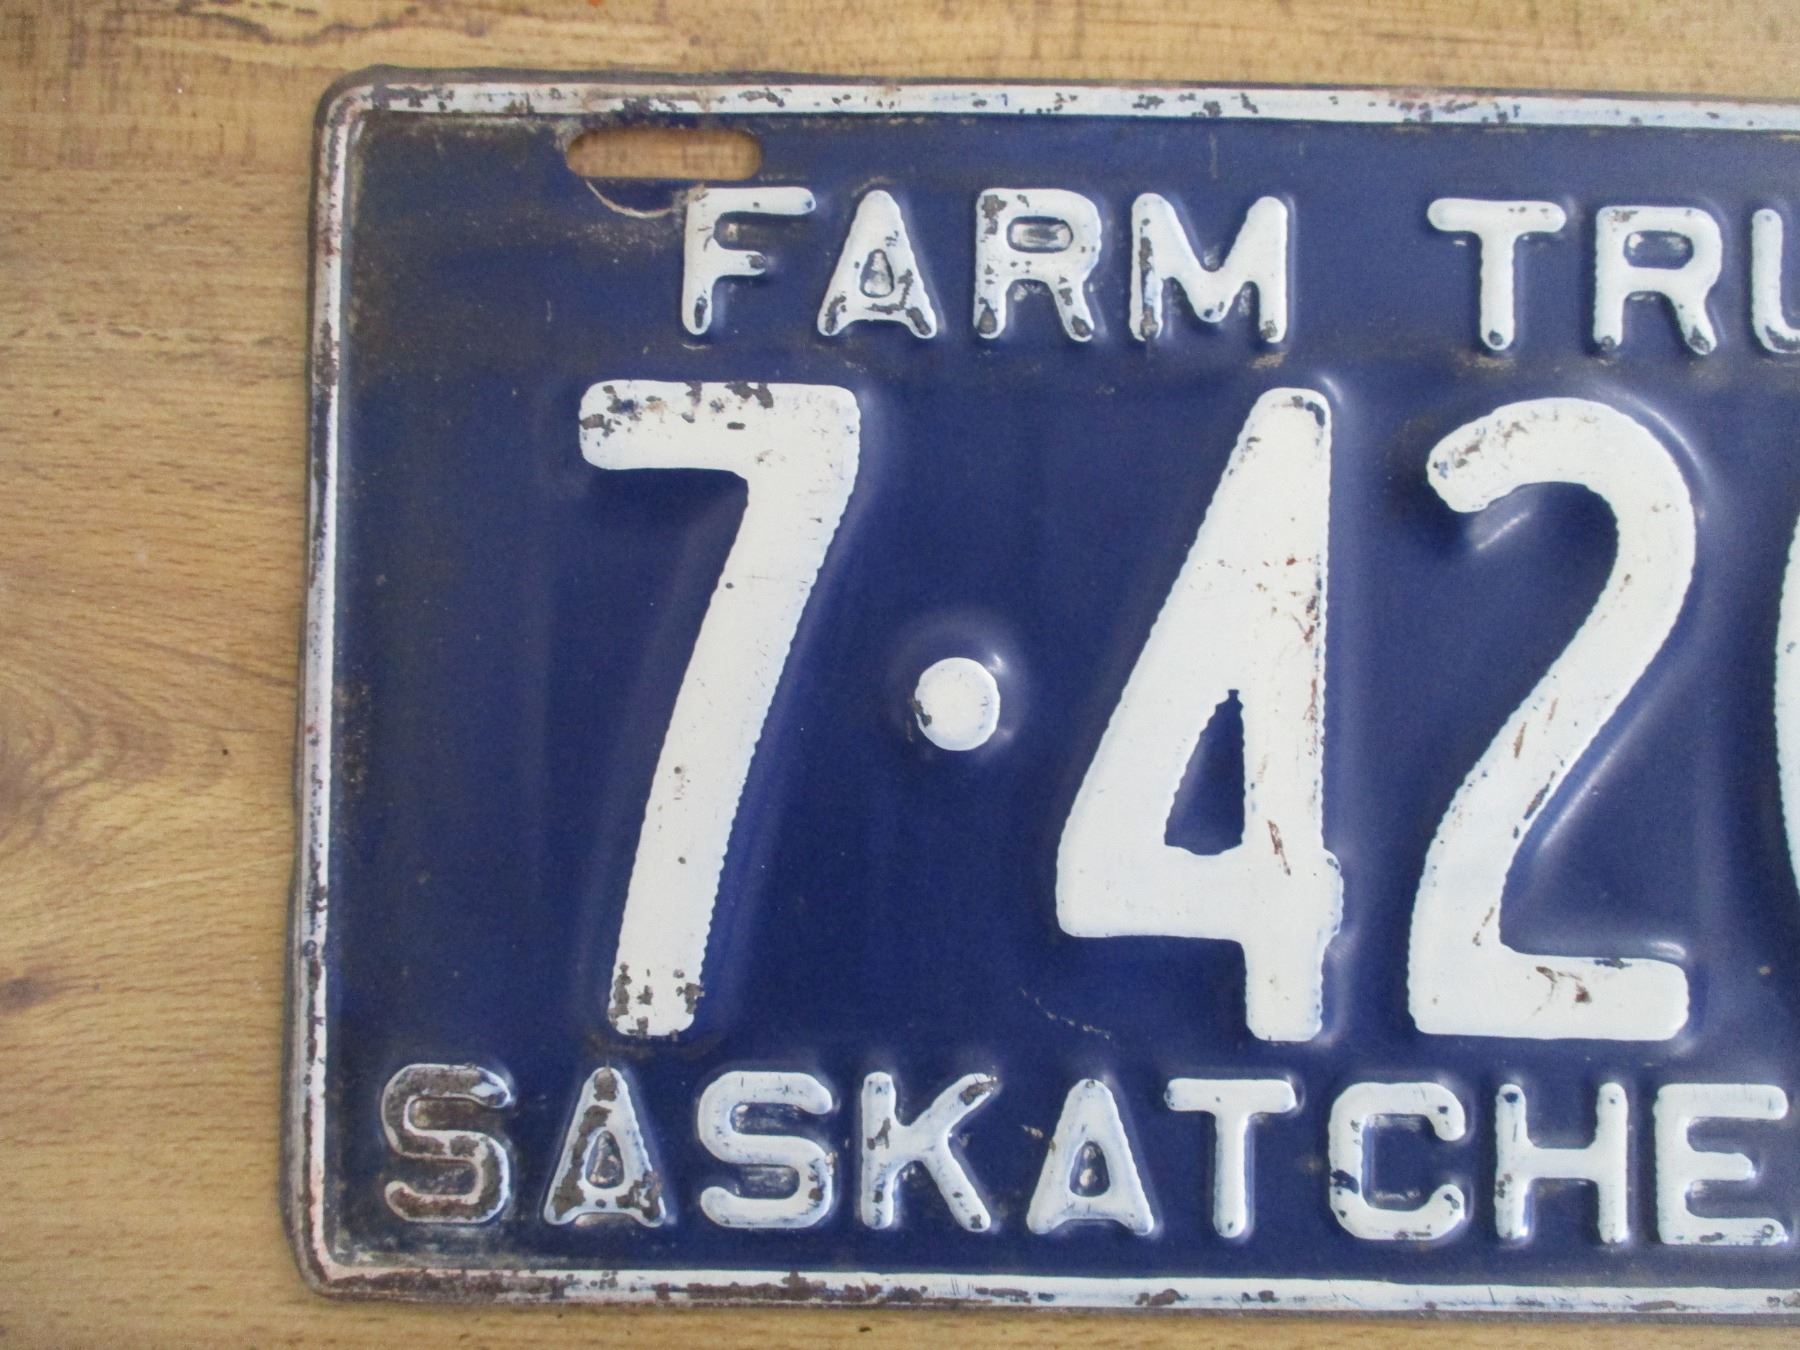 FARM TRU
7·42
SASKATCHE